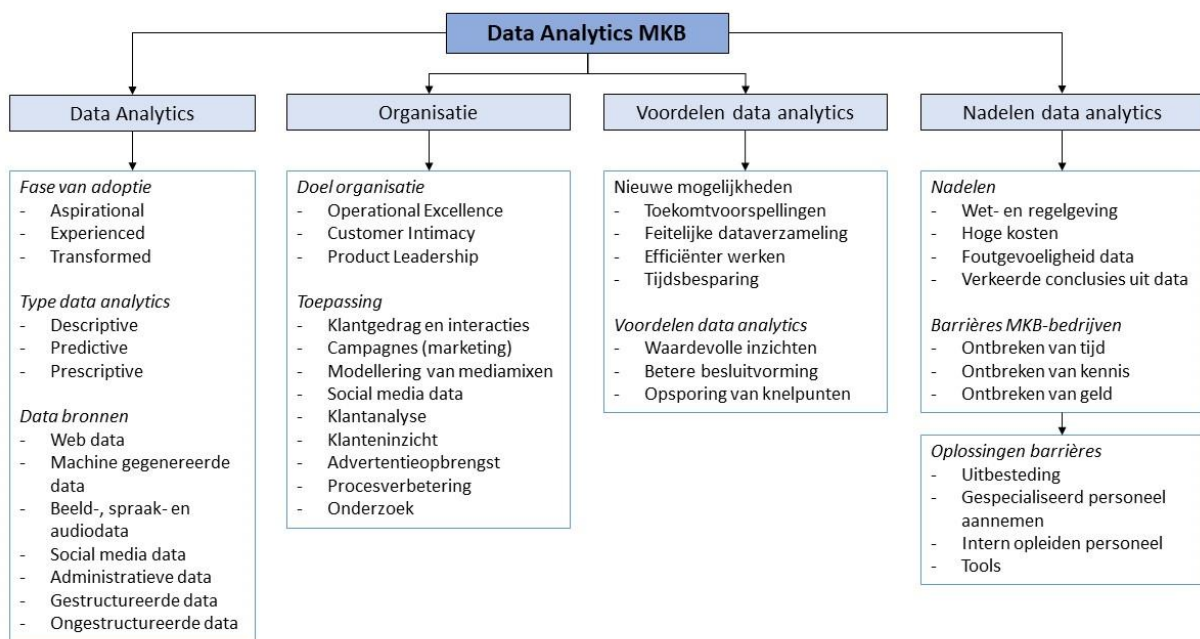 Data Analytics MKB
Data Analytics
Fase van adoptie
- Aspirational
- Experienced
- Transformed
Type data analytics
- Descriptive
- Predictive
- Prescriptive
Data bronnen
- Web data
- Machine gegenereerde
data
- Beeld-, spraak- en
audiodata
- Social media data
- Administratieve data
- Gestructureerde data
- Ongestructureerde data
Organisatie
Doel organisatie
- Operational Excellence
- Customer Intimacy
- Product Leadership
Toepassing
- Klantgedrag en interacties
- Campagnes (marketing)
- Modellering van mediamixen
- Social media data
- Klantanalyse
- Klanteninzicht
- Advertentieopbrengst
- Procesverbetering
- Onderzoek
Voordelen data analytics
Nieuwe mogelijkheden
- Toekomtvoorspellingen
- Feitelijke dataverzameling
- Efficiënter werken
- Tijdsbesparing
Voordelen data analytics
- Waardevolle inzichten
- Betere besluitvorming
- Opsporing van knelpunten
Nadelen data analytics
Nadelen
- Wet- en regelgeving
- Hoge kosten
- Foutgevoeligheid data
- Verkeerde conclusies uit data
Barrières MKB-bedrijven
- Ontbreken van tijd
- Ontbreken van kennis
- Ontbreken van geld
Oplossingen barrières
- Uitbesteding
- Gespecialiseerd personeel
aannemen
- Intern opleiden personeel
- Tools